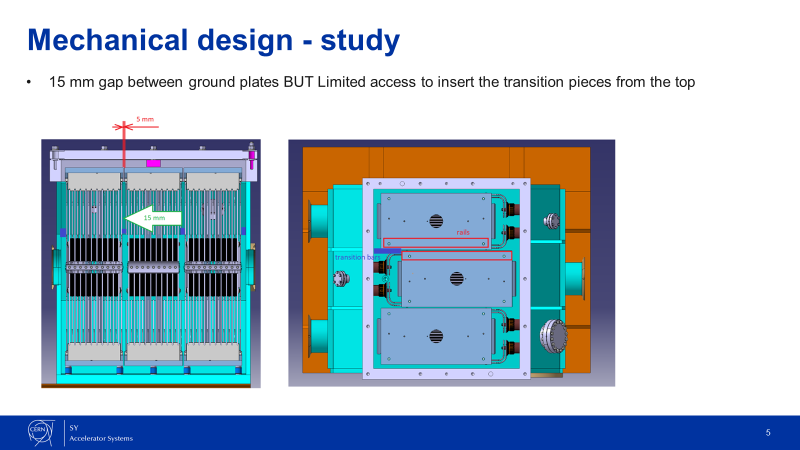 Mechanical design - study
• 15 mm gap between ground plates BUT Limited access to insert the transition pieces from the top
5 mm
15 mm
rails
transition bars
CERN
SY
Accelerator Systems
5